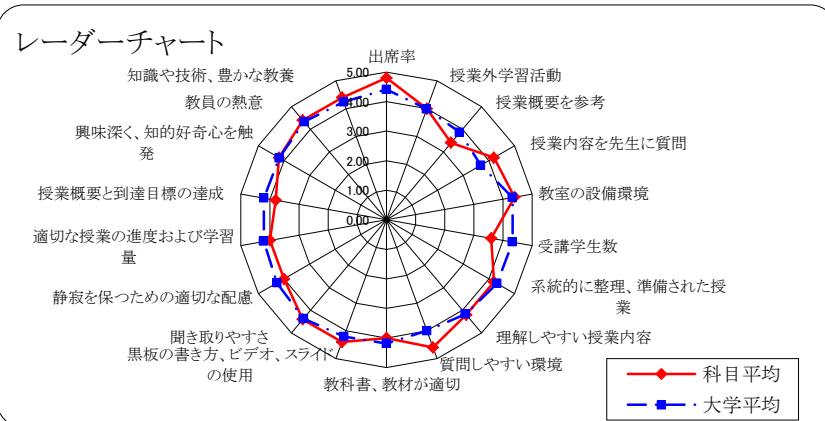 レーダーチャート
出席率
授業外学習活動
授業概要を参考
授業内容を先生に質問
教室の設備環境
受講学生数
系統的に整理、準備された授
業
理解しやすい授業内容
質問しやすい環境
教科書、教材が適切
黒板の書き方、ビデオ、スライド
の使用
聞き取りやすさ
静寂を保つための適切な配慮
適切な授業の進度および学習
量
授業概要と到達目標の達成
興味深く、知的好奇心を触
発
教員の熱意
知識や技術、豊かな教養
5.00
4.00
3.00
2.00
1.00
0.00
科目平均
大学平均